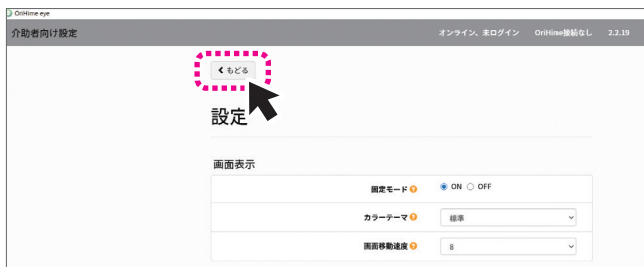 OriHime eye
介助者向け設定 オンライン、未ログイン OriHime接続なし 2.2.19
もどる
設定
画面表示
固定モード ? ON OFF
カラーテーマ ? 標準
画面移動速度 ? 8